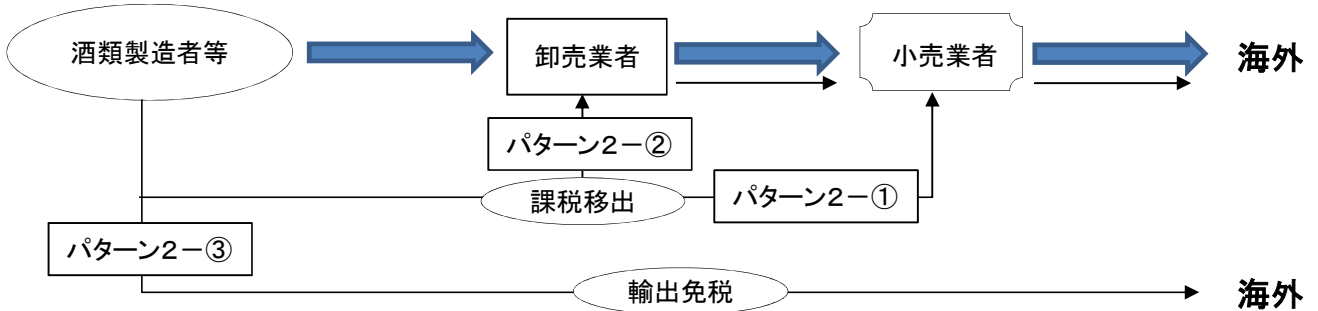 酒類製造者等
卸売業者
小売業者
海外
パターン2-②
課税移出
パターン2-①
パターン2-③
輸出免税
海外